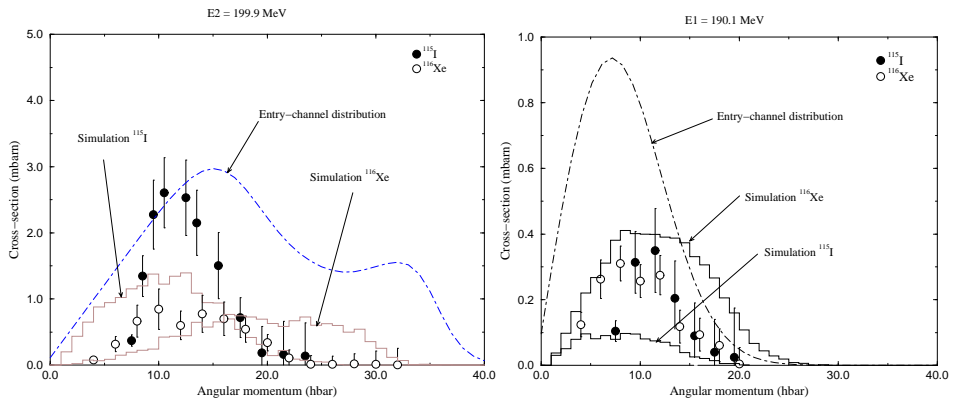 E2 = 199.9 MeV
5.0
4.0
3.0
2.0
1.0
0.0
Cross−section (mbarn)
0.0
10.0
20.0
30.0
40.0
Angular momentum (hbar)
¹¹⁵I
¹¹⁶Xe
Entry−channel distribution
Simulation ¹¹⁵I
Simulation ¹¹⁶Xe
E1 = 190.1 MeV
1.0
0.8
0.6
0.4
0.2
0.0
Cross−section (mbarn)
0.0
10.0
20.0
30.0
40.0
Angular momentum (hbar)
¹¹⁵I
¹¹⁶Xe
Entry−channel distribution
Simulation ¹¹⁶Xe
Simulation ¹¹⁵I